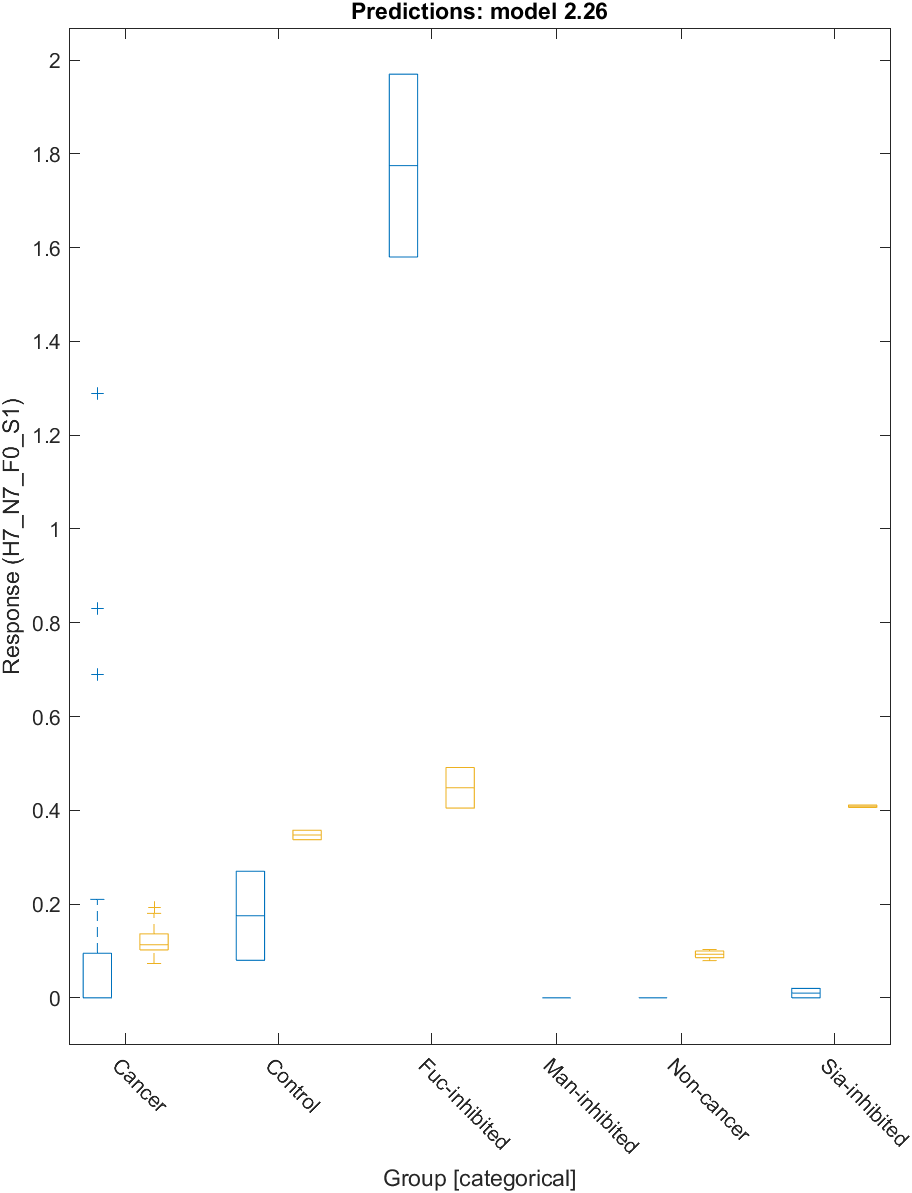 Predictions: model 2.26
2
1.8
1.6
1.4
1.2
1
0.8
0.6
0.4
0.2
0
Response (H7_N7_F0_S1)
Cancer
Control
Fuc-inhibited
Man-inhibited
Non-cancer
Sia-inhibited
Group [categorical]